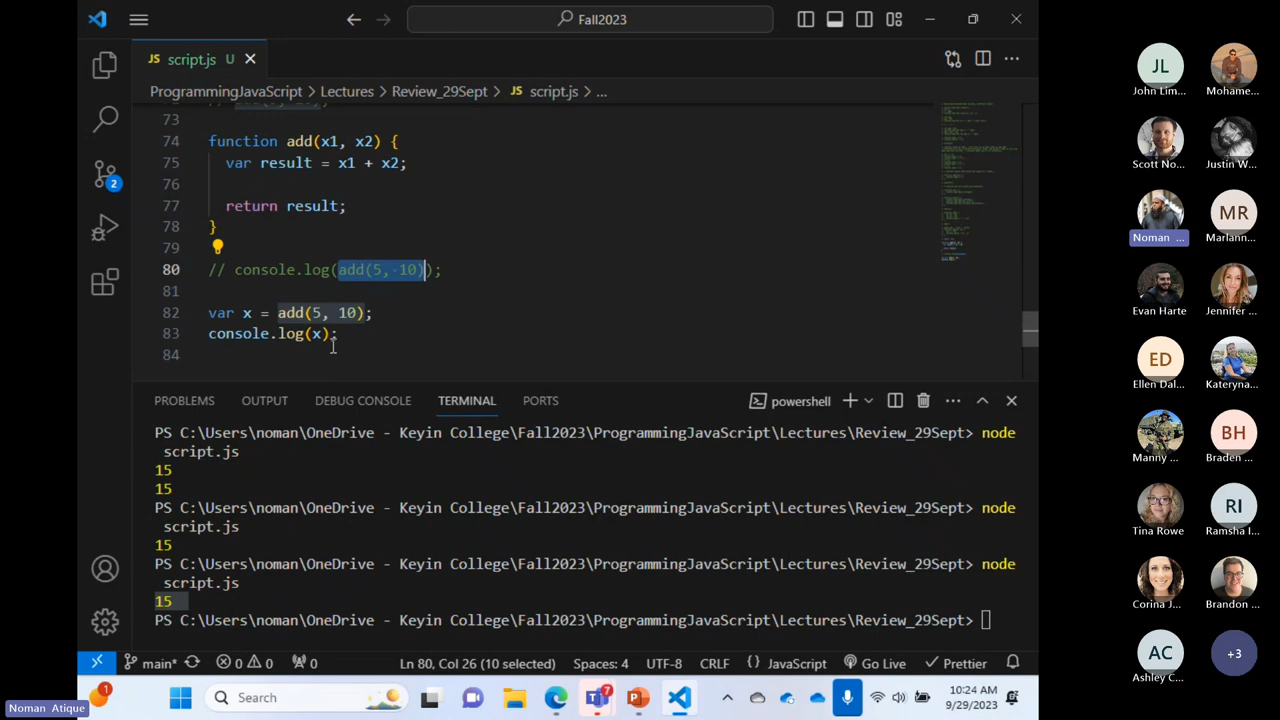 Fall2023
JS script.js U
ProgrammingJavaScript > Lectures > Review_29Sept > JS script.js > ...
73
74 function add(x1, x2) {
75 var result = x1 + x2;
76
77 return result;
78 }
79
80 // console.log(add(5, 10));
81
82 var x = add(5, 10);
83 console.log(x);
84
2
PROBLEMS OUTPUT DEBUG CONSOLE TERMINAL PORTS
powershell
PS C:\Users\noman\OneDrive - Keyin College\Fall2023\ProgrammingJavaScript\Lectures\Review_29Sept> node
script.js
15
15
PS C:\Users\noman\OneDrive - Keyin College\Fall2023\ProgrammingJavaScript\Lectures\Review_29Sept> node
script.js
15
PS C:\Users\noman\OneDrive - Keyin College\Fall2023\ProgrammingJavaScript\Lectures\Review_29Sept> node
script.js
15
PS C:\Users\noman\OneDrive - Keyin College\Fall2023\ProgrammingJavaScript\Lectures\Review_29Sept>
main* 0 0 0 Ln 80, Col 26 (10 selected) Spaces: 4 UTF-8 CRLF {} JavaScript Go Live Prettier
1 Search 7 10:24 AM
9/29/2023
Noman Atique
JL
John Lim... Mohame...
Scott No... Justin W...
MR
Noman ... Mariann...
Evan Harte Jennifer ...
ED
Ellen Dal... Kateryna...
BH
Manny ... Braden ...
RI
Tina Rowe Ramsha I...
Corina J... Brandon ...
AC +3
Ashley C...